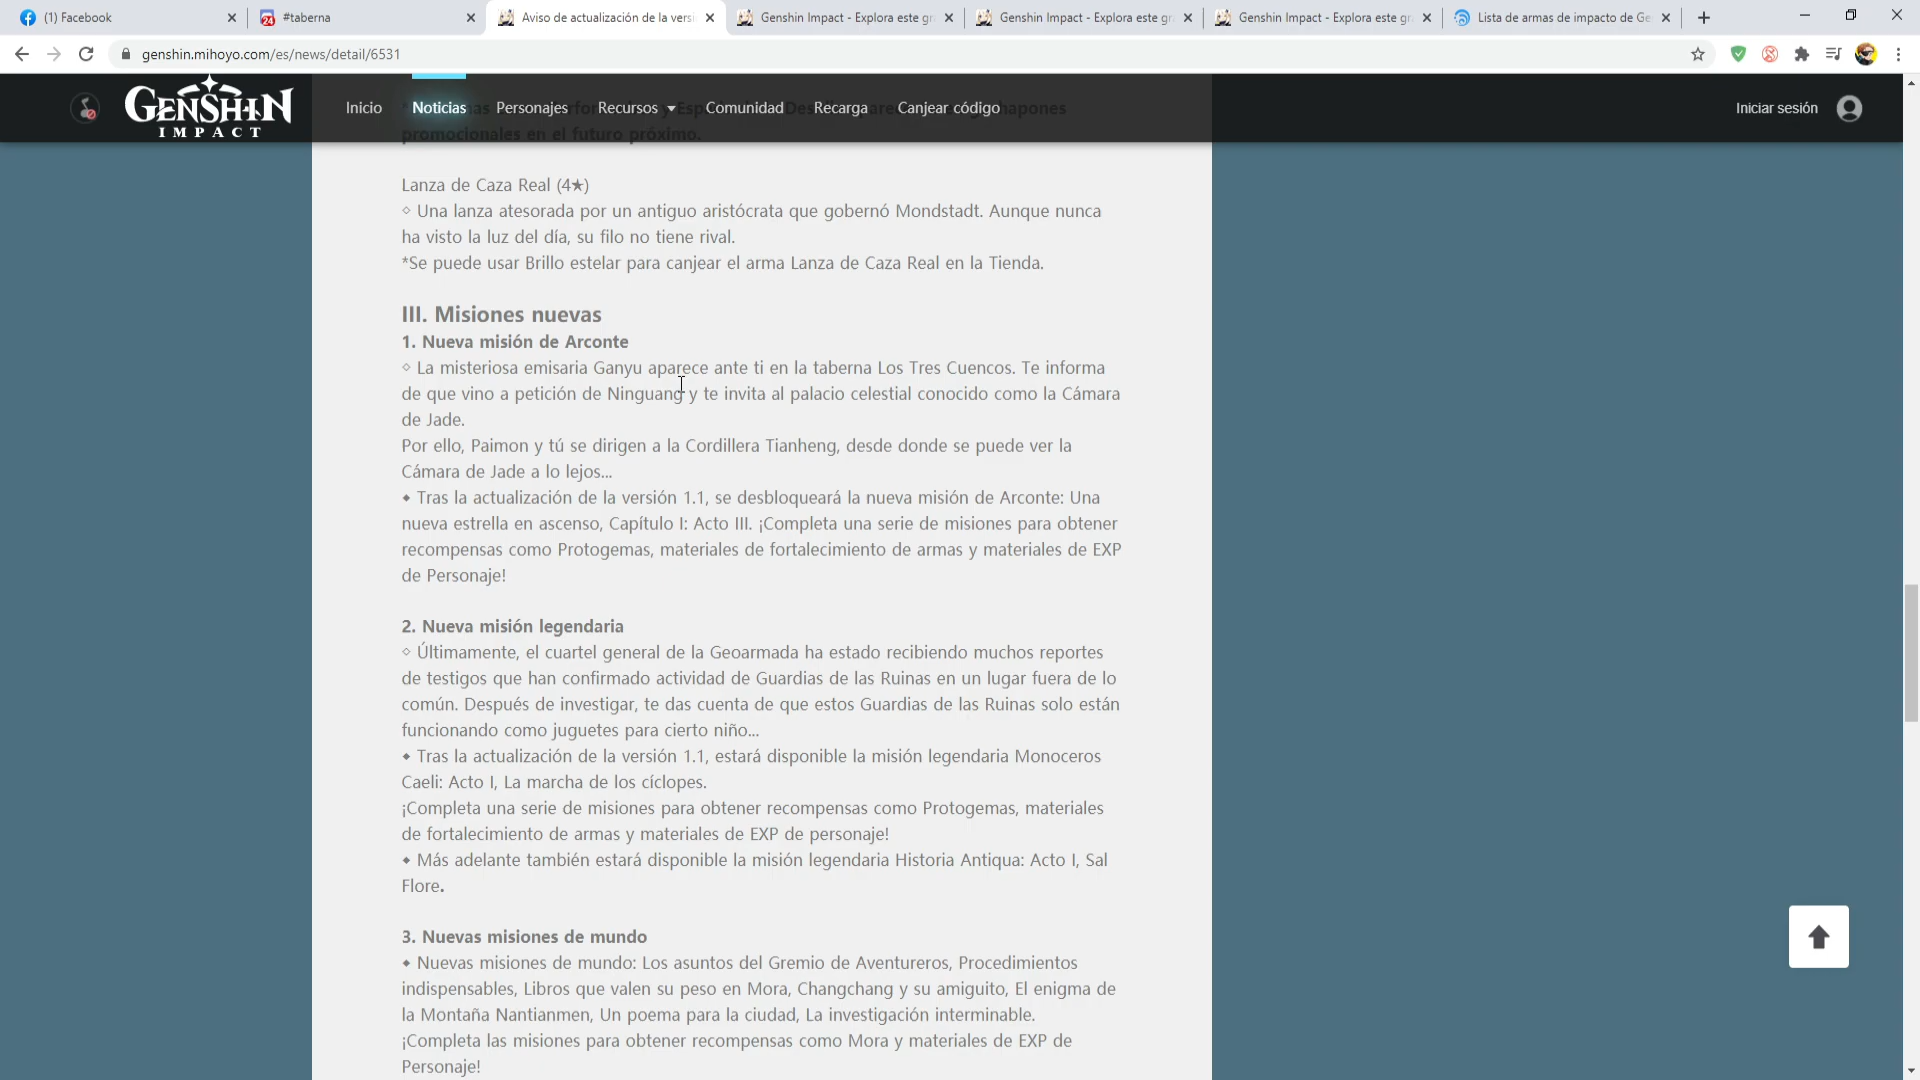 (1) Facebook
#taberna
Aviso de actualización de la versi
Genshin Impact - Explora este gr
Genshin Impact - Explora este gr
Genshin Impact - Explora este gr
Lista de armas de impacto de Ge
genshin.mihoyo.com/es/news/detail/6531
GENSHIN
IMPACT
Inicio
Noticias
Personajes
Recursos
Comunidad
Recarga
Canjear código
Iniciar sesión
promocionales en el futuro próximo.
Lanza de Caza Real (4★)
◇ Una lanza atesorada por un antiguo aristócrata que gobernó Mondstadt. Aunque nunca
ha visto la luz del día, su filo no tiene rival.
*Se puede usar Brillo estelar para canjear el arma Lanza de Caza Real en la Tienda.
III. Misiones nuevas
1. Nueva misión de Arconte
◇ La misteriosa emisaria Ganyu aparece ante ti en la taberna Los Tres Cuencos. Te informa
de que vino a petición de Ninguang y te invita al palacio celestial conocido como la Cámara
de Jade.
Por ello, Paimon y tú se dirigen a la Cordillera Tianheng, desde donde se puede ver la
Cámara de Jade a lo lejos...
◆ Tras la actualización de la versión 1.1, se desbloqueará la nueva misión de Arconte: Una
nueva estrella en ascenso, Capítulo I: Acto III. ¡Completa una serie de misiones para obtener
recompensas como Protogemas, materiales de fortalecimiento de armas y materiales de EXP
de Personaje!
2. Nueva misión legendaria
◇ Últimamente, el cuartel general de la Geoarmada ha estado recibiendo muchos reportes
de testigos que han confirmado actividad de Guardias de las Ruinas en un lugar fuera de lo
común. Después de investigar, te das cuenta de que estos Guardias de las Ruinas solo están
funcionando como juguetes para cierto niño...
◆ Tras la actualización de la versión 1.1, estará disponible la misión legendaria Monoceros
Caeli: Acto I, La marcha de los cíclopes.
¡Completa una serie de misiones para obtener recompensas como Protogemas, materiales
de fortalecimiento de armas y materiales de EXP de personaje!
◆ Más adelante también estará disponible la misión legendaria Historia Antiqua: Acto I, Sal
Flore.
3. Nuevas misiones de mundo
◆ Nuevas misiones de mundo: Los asuntos del Gremio de Aventureros, Procedimientos
indispensables, Libros que valen su peso en Mora, Changchang y su amiguito, El enigma de
la Montaña Nantianmen, Un poema para la ciudad, La investigación interminable.
¡Completa las misiones para obtener recompensas como Mora y materiales de EXP de
Personaje!